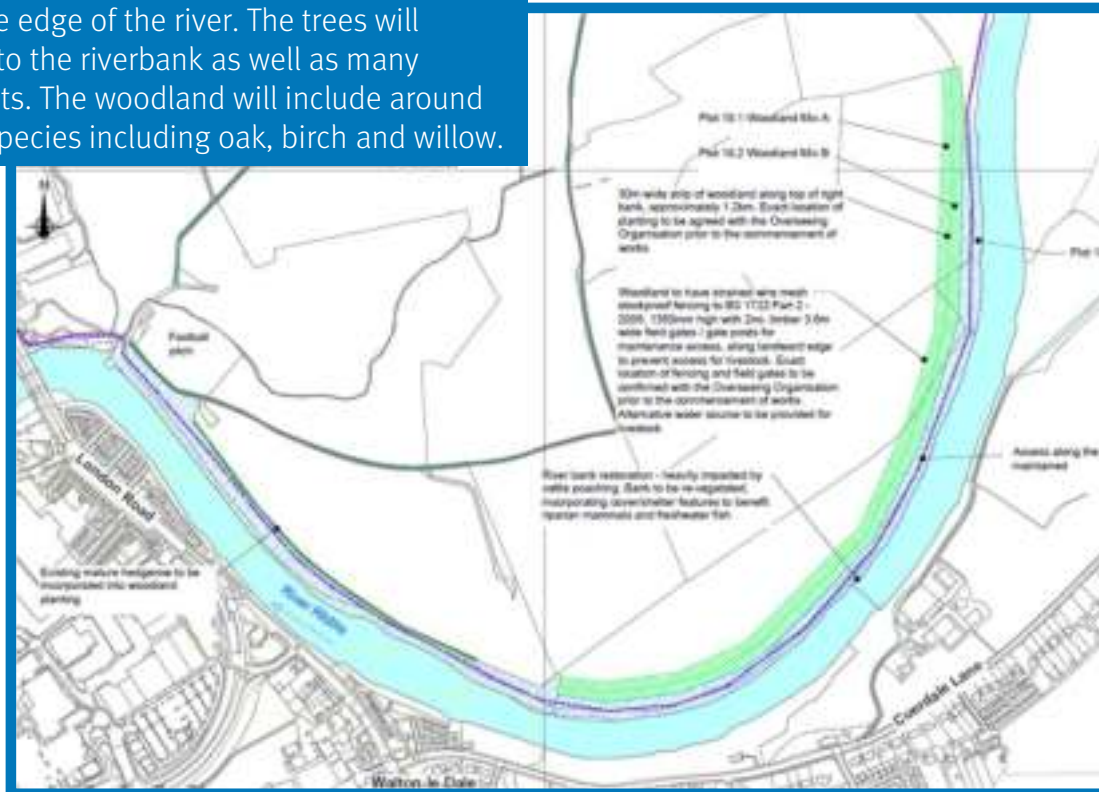 e edge of the river. The trees will
to the riverbank as well as many
ts. The woodland will include around
pecies including oak, birch and willow.
N
Plot 10.1 Woodland Mix A
Plot 10.2 Woodland Mix B
wide strip of woodland along top of right
bank, approximately 1.2km. Exact location of
planting to be agreed with the Overseeing
Organisation prior to the commencement of
works
Plot 1
Woodland to have strained wire mesh
stockproof fencing to BS 1722 Part 2 -
high with 2no. timber 3.6m
wide field gates / gate posts for
maintenance access, along landward edge
to prevent access for livestock. Exact
location of fencing and field gates to be
confirmed with the Overseeing Organisation
prior to the commencement of works
Alternative water source to be provided for
livestock
Football
pitch
River bank restoration - heavily impacted by
cattle poaching. Bank to be re-vegetated,
incorporating cover/shelter features to benefit
riparian mammals and freshwater fish
Access along the
maintained
London Road
Existing mature hedgerow to be
incorporated into woodland
planting
River Ribble
Cuerdale Lane
Walton le Dale